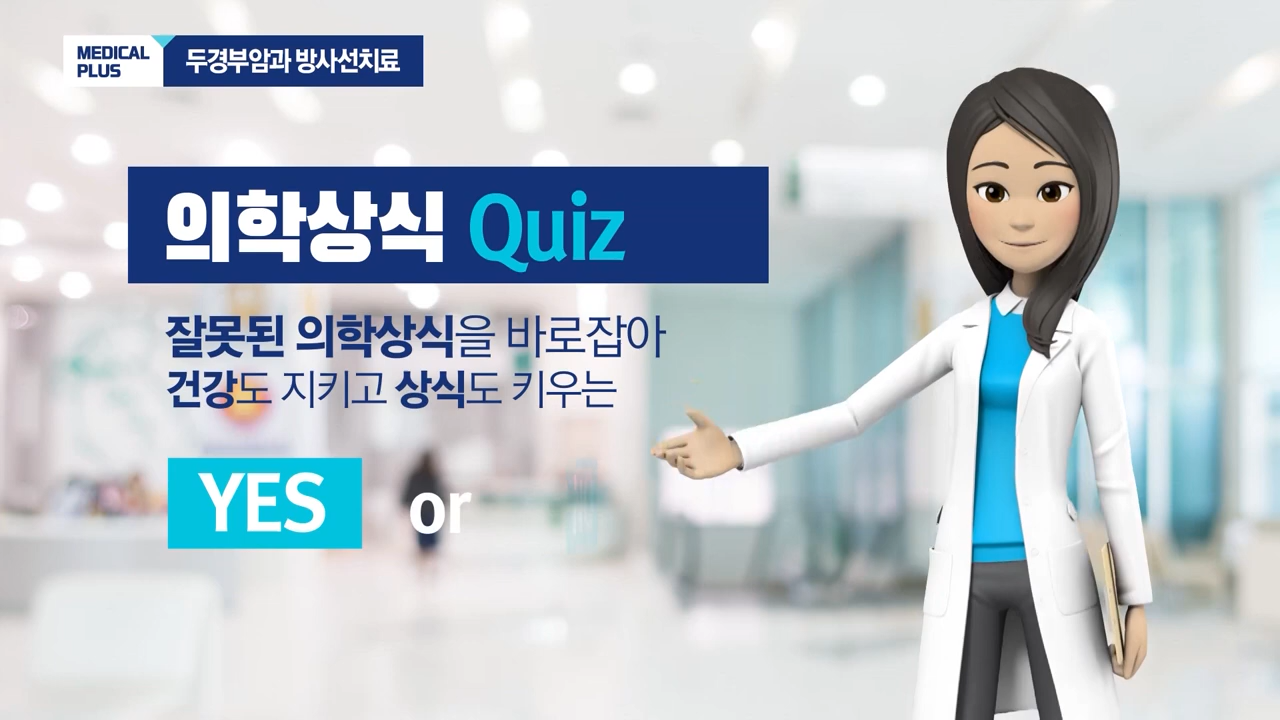 MEDICAL
PLUS
두경부암과 방사선치료
의학상식 Quiz
잘못된 의학상식을 바로잡아
건강도 지키고 상식도 키우는
YES or